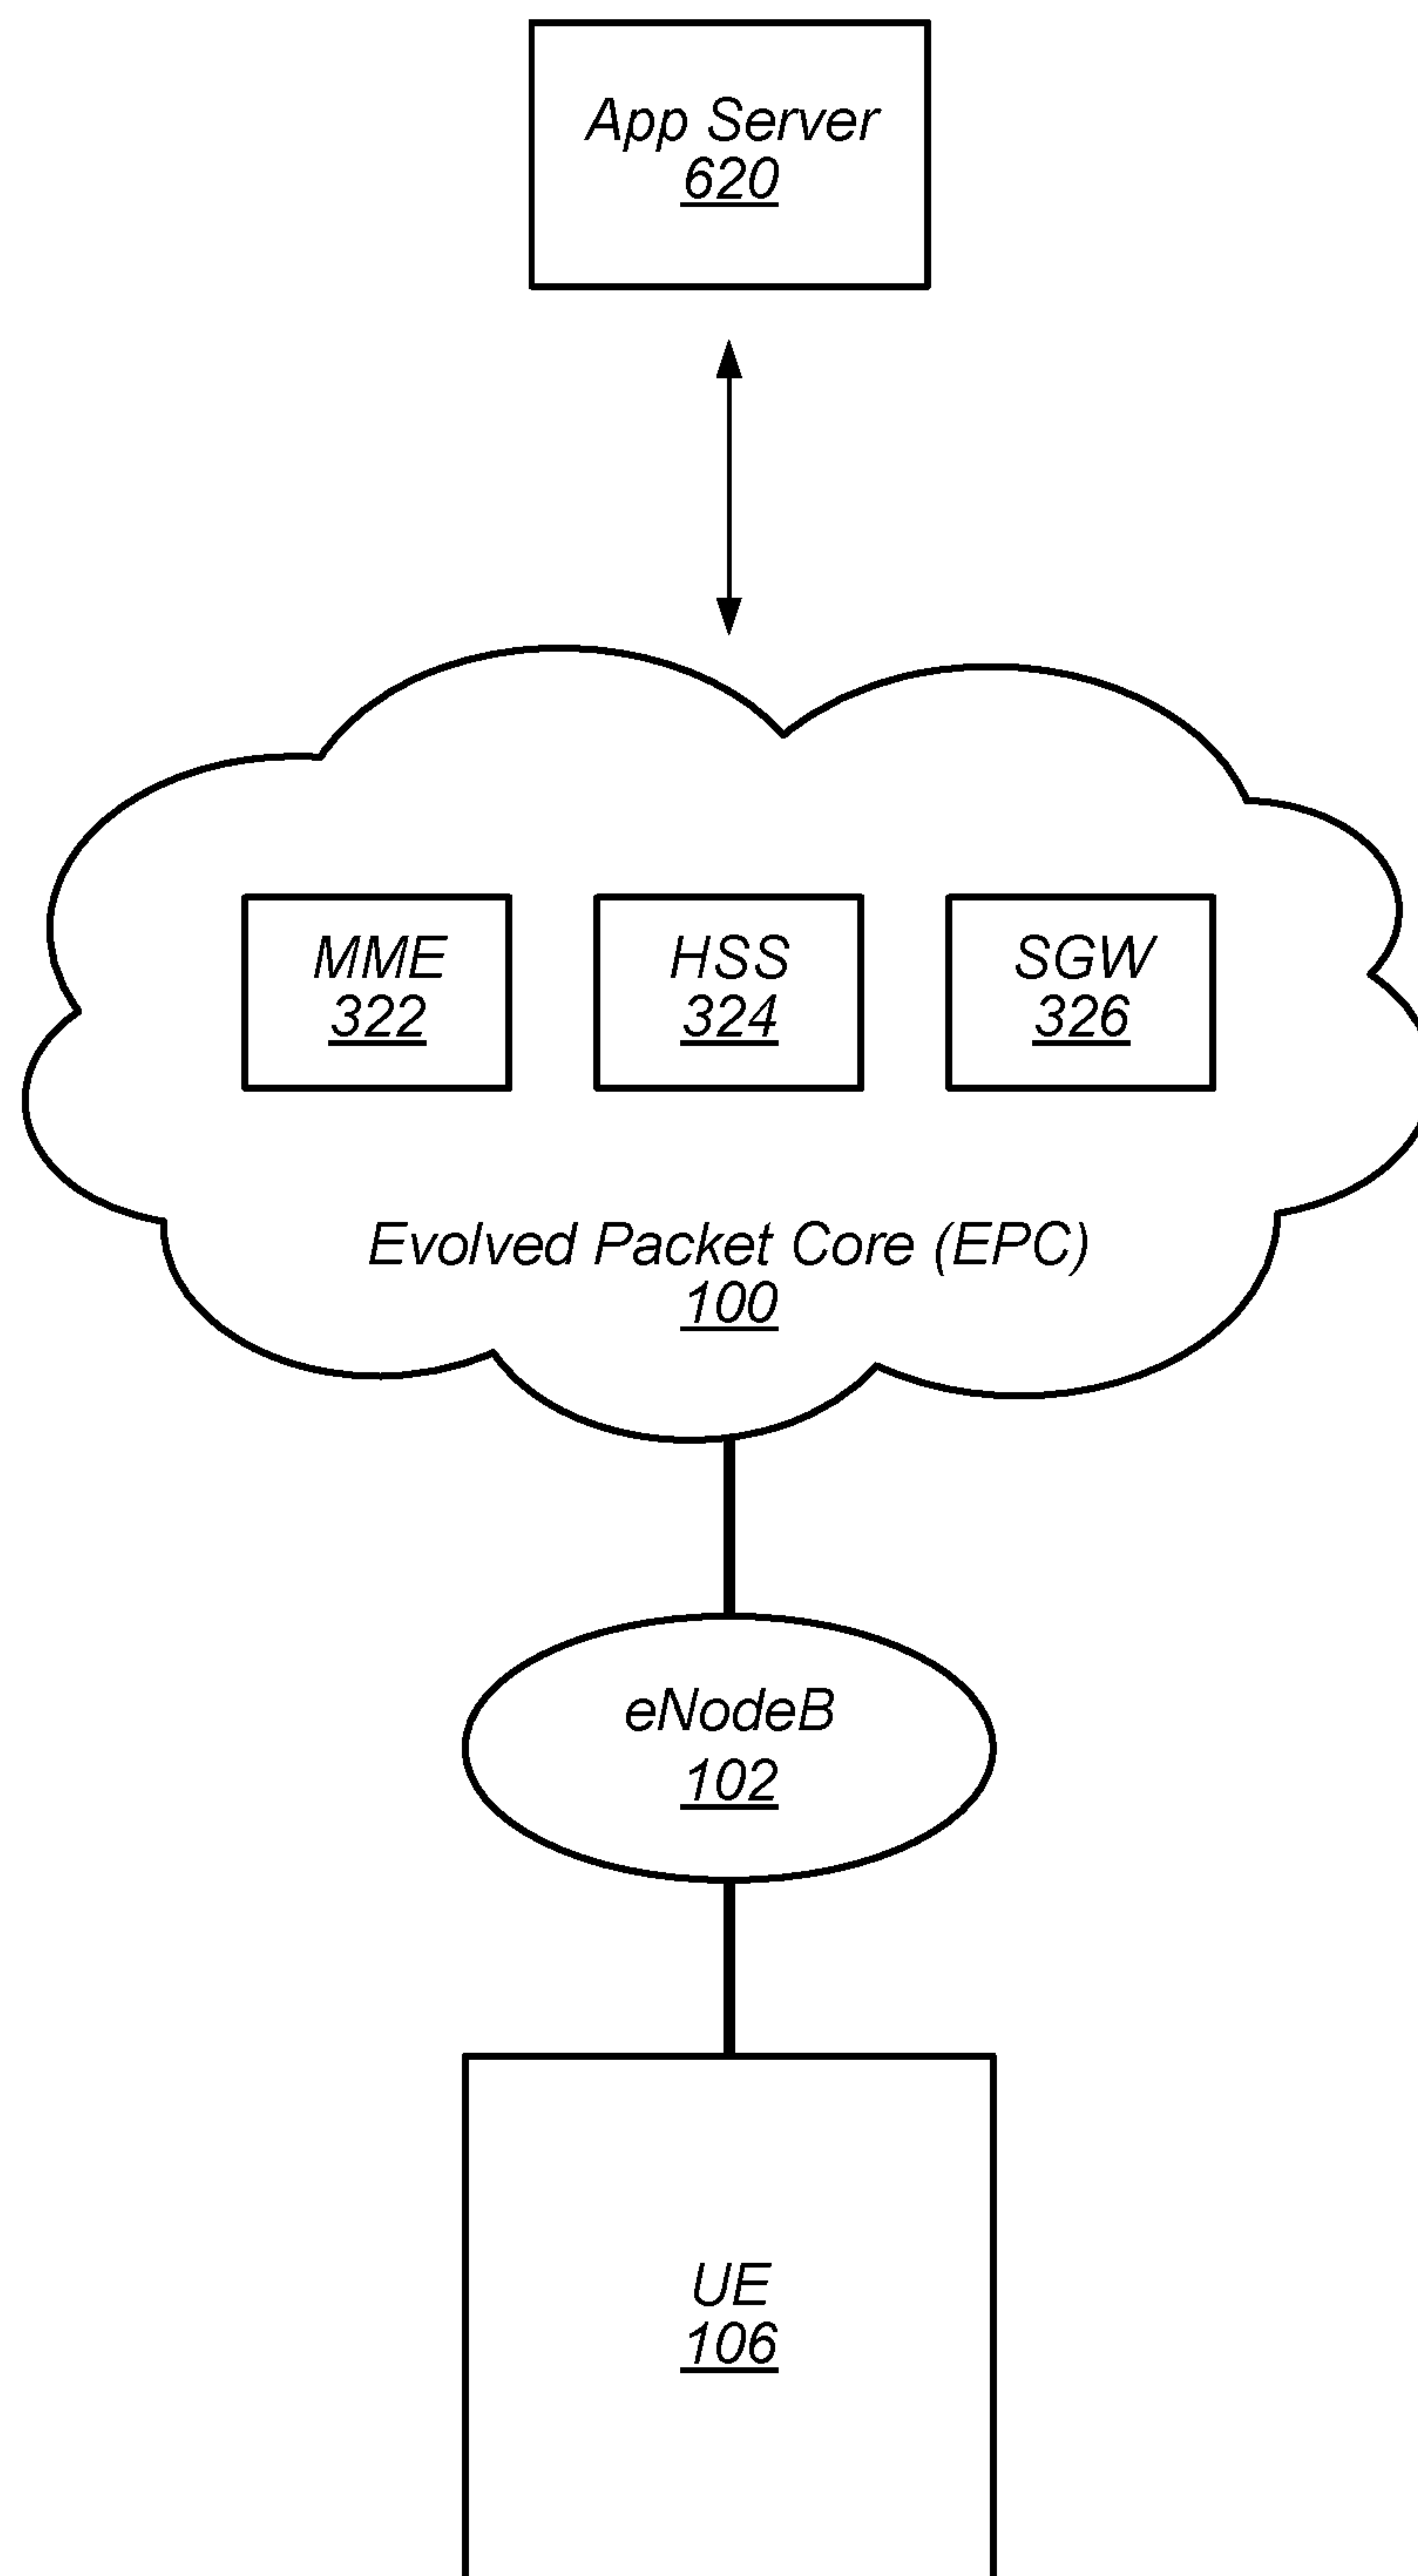 App Server
620
MME
322
HSS
324
SGW
326
Evolved Packet Core (EPC)
100
eNodeB
102
UE
106